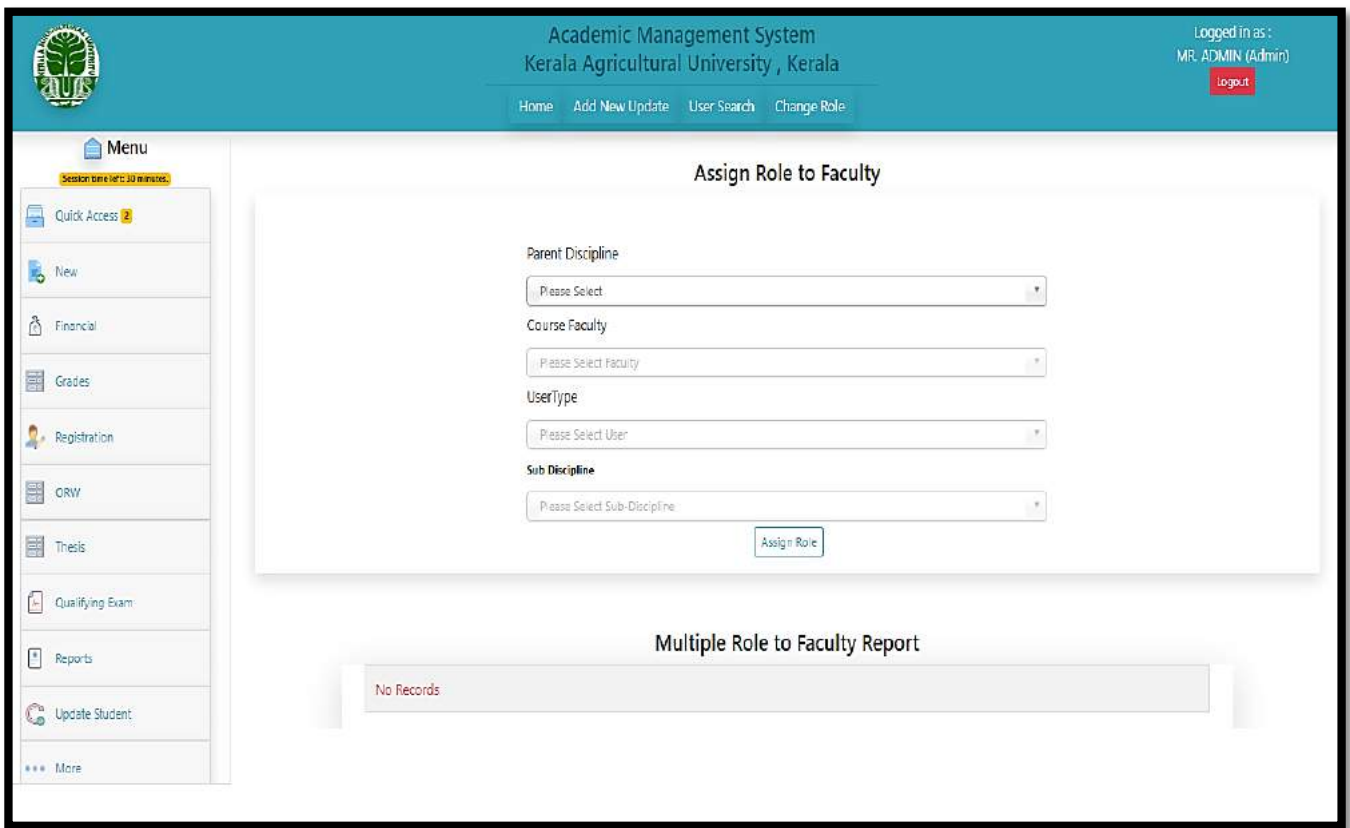 Academic Management System
Kerala Agricultural University , Kerala
Home Add New Update User Search Change Role
Logged in as :
MR. ADMIN (Admin)
Logout
Menu
Session time left: 30 minutes.
Quick Access 2
New
Financial
Grades
Registration
ORW
Thesis
Qualifying Exam
Reports
Update Student
More
Assign Role to Faculty
Parent Discipline
Please Select
Course Faculty
Please Select Faculty
UserType
Please Select User
Sub Discipline
Please Select Sub-Discipline
Assign Role
Multiple Role to Faculty Report
No Records